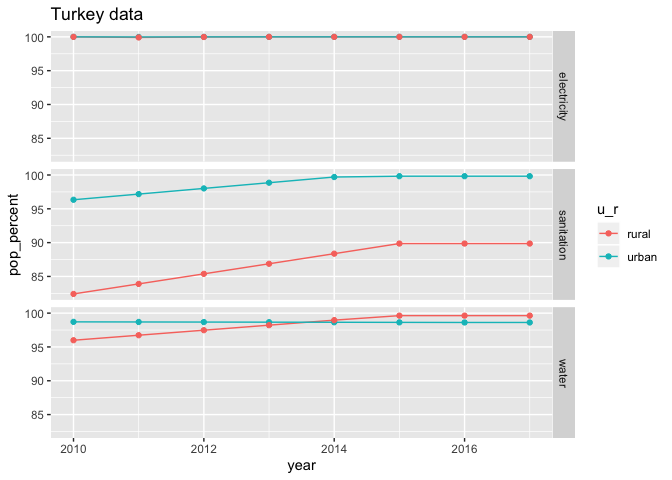 Turkey data
pop_percent
100
95
90
85
electricity
100
95
90
85
sanitation
100
95
90
85
water
2010 2012 2014 2016
year
u_r
rural
urban